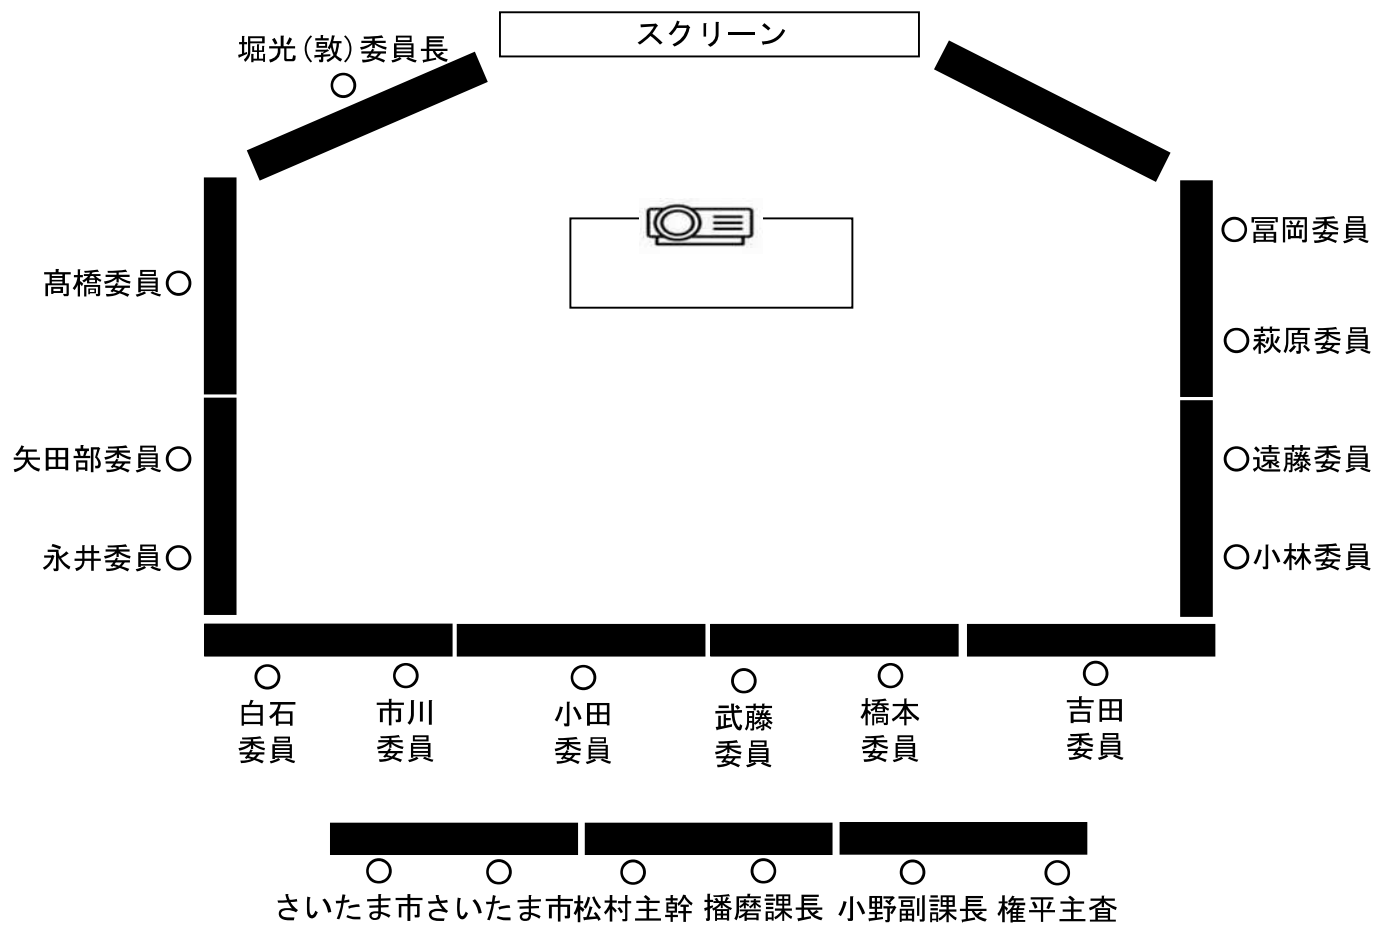 スクリーン
堀光（敦）委員長
冨岡委員
髙橋委員
萩原委員
矢田部委員
遠藤委員
永井委員
小林委員
白石
委員
市川
委員
小田
委員
武藤
委員
橋本
委員
吉田
委員
さいたま市
さいたま市
松村主幹
播磨課長
小野副課長
権平主査